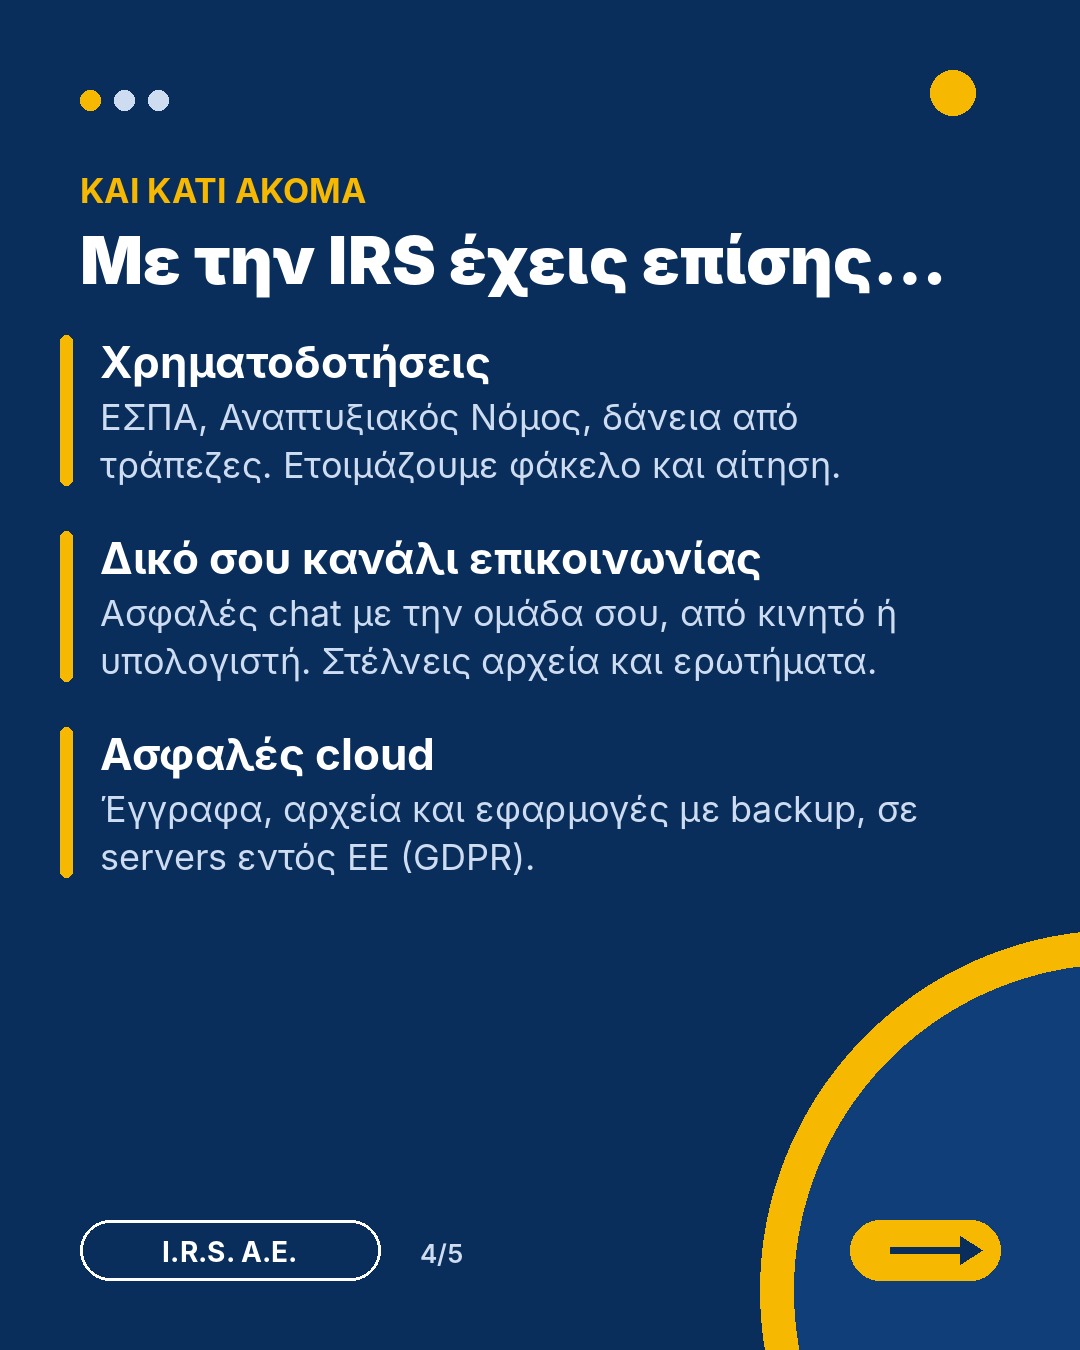 ΚΑΙ ΚΑΤΙ ΑΚΟΜΑ
Με την IRS έχεις επίσης...
Χρηματοδοτήσεις
ΕΣΠΑ, Αναπτυξιακός Νόμος, δάνεια από
τράπεζες. Ετοιμάζουμε φάκελο και αίτηση.
Δικό σου κανάλι επικοινωνίας
Ασφαλές chat με την ομάδα σου, από κινητό ή
υπολογιστή. Στέλνεις αρχεία και ερωτήματα.
Ασφαλές cloud
Έγγραφα, αρχεία και εφαρμογές με backup, σε
servers εντός ΕΕ (GDPR).
I.R.S. A.E.
4/5